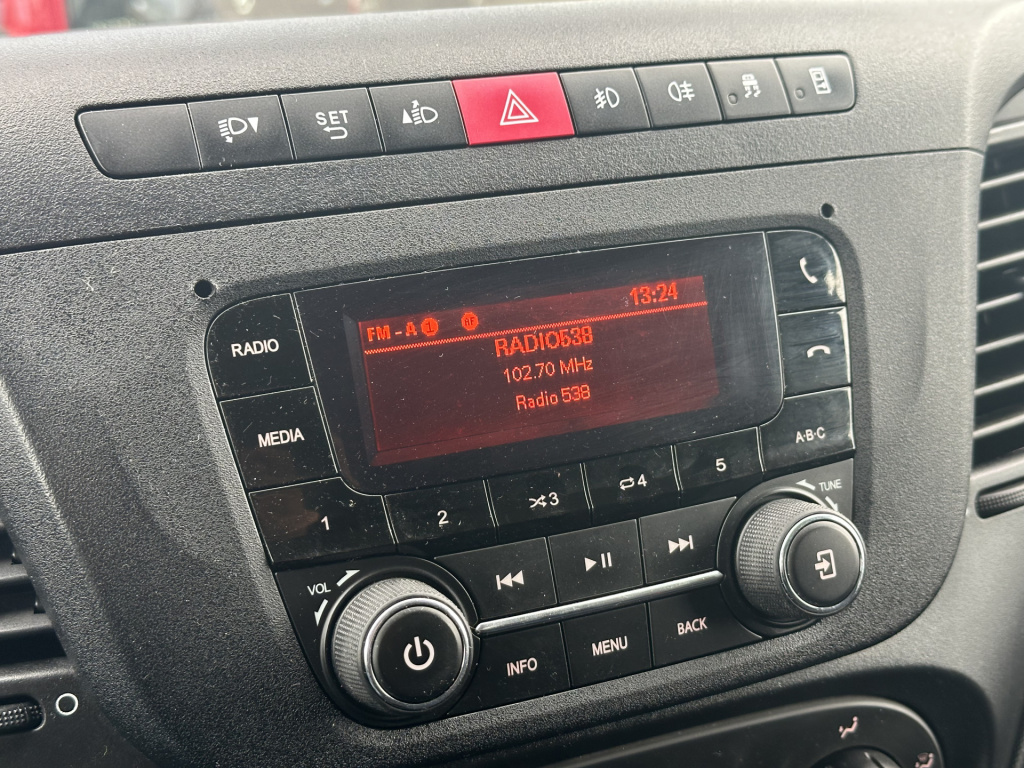 SET
13:24
FM - A i AF
RADIO538
102.70 MHz
Radio 538
RADIO
MEDIA
A·B·C
1
2
3
4
5
VOL
TUNE
INFO
MENU
BACK